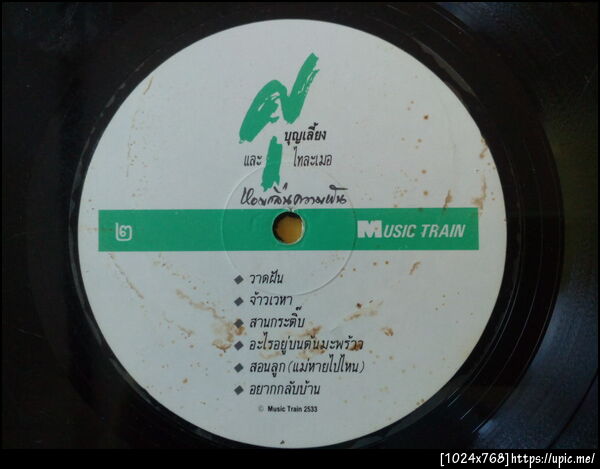 สุ
บุญเลี้ยง
และ ไทละเมอ
หอมกลิ่นความฝัน
๒ MUSIC TRAIN
วาดฝัน
จ้าวเวหา
สานกระติ๊บ
อะไรอยู่บนต้นมะพร้าว
สอนลูก (แม่หายไปไหน)
อยากกลับบ้าน
© Music Train 2533
[1024x768]https://upic.me/